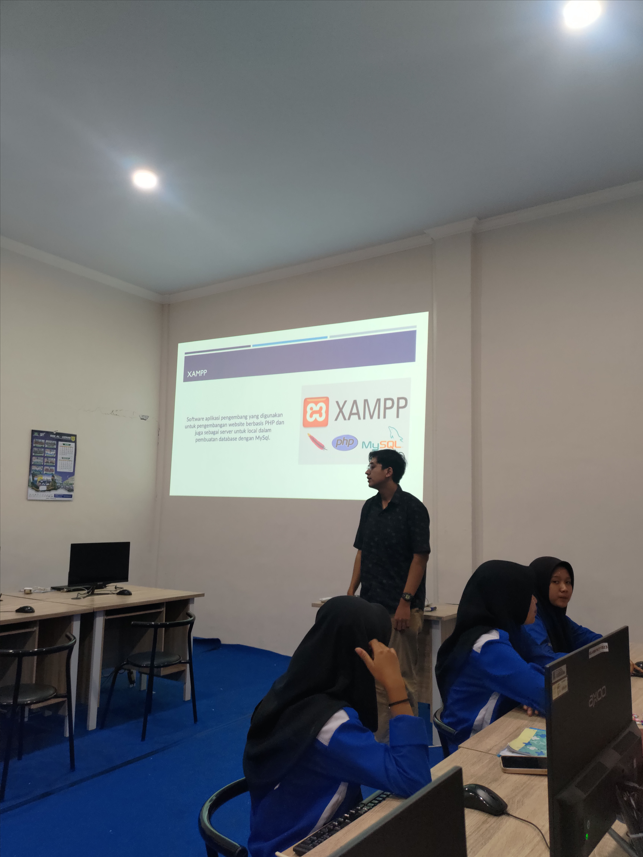 XAMPP
Software aplikasi pengembang yang digunakan
untuk pengembangan website berbasis PHP dan
juga sebagai server untuk local dalam
pembuatan database dengan MySql.
XAMPP
php
MySQL
AXIOO